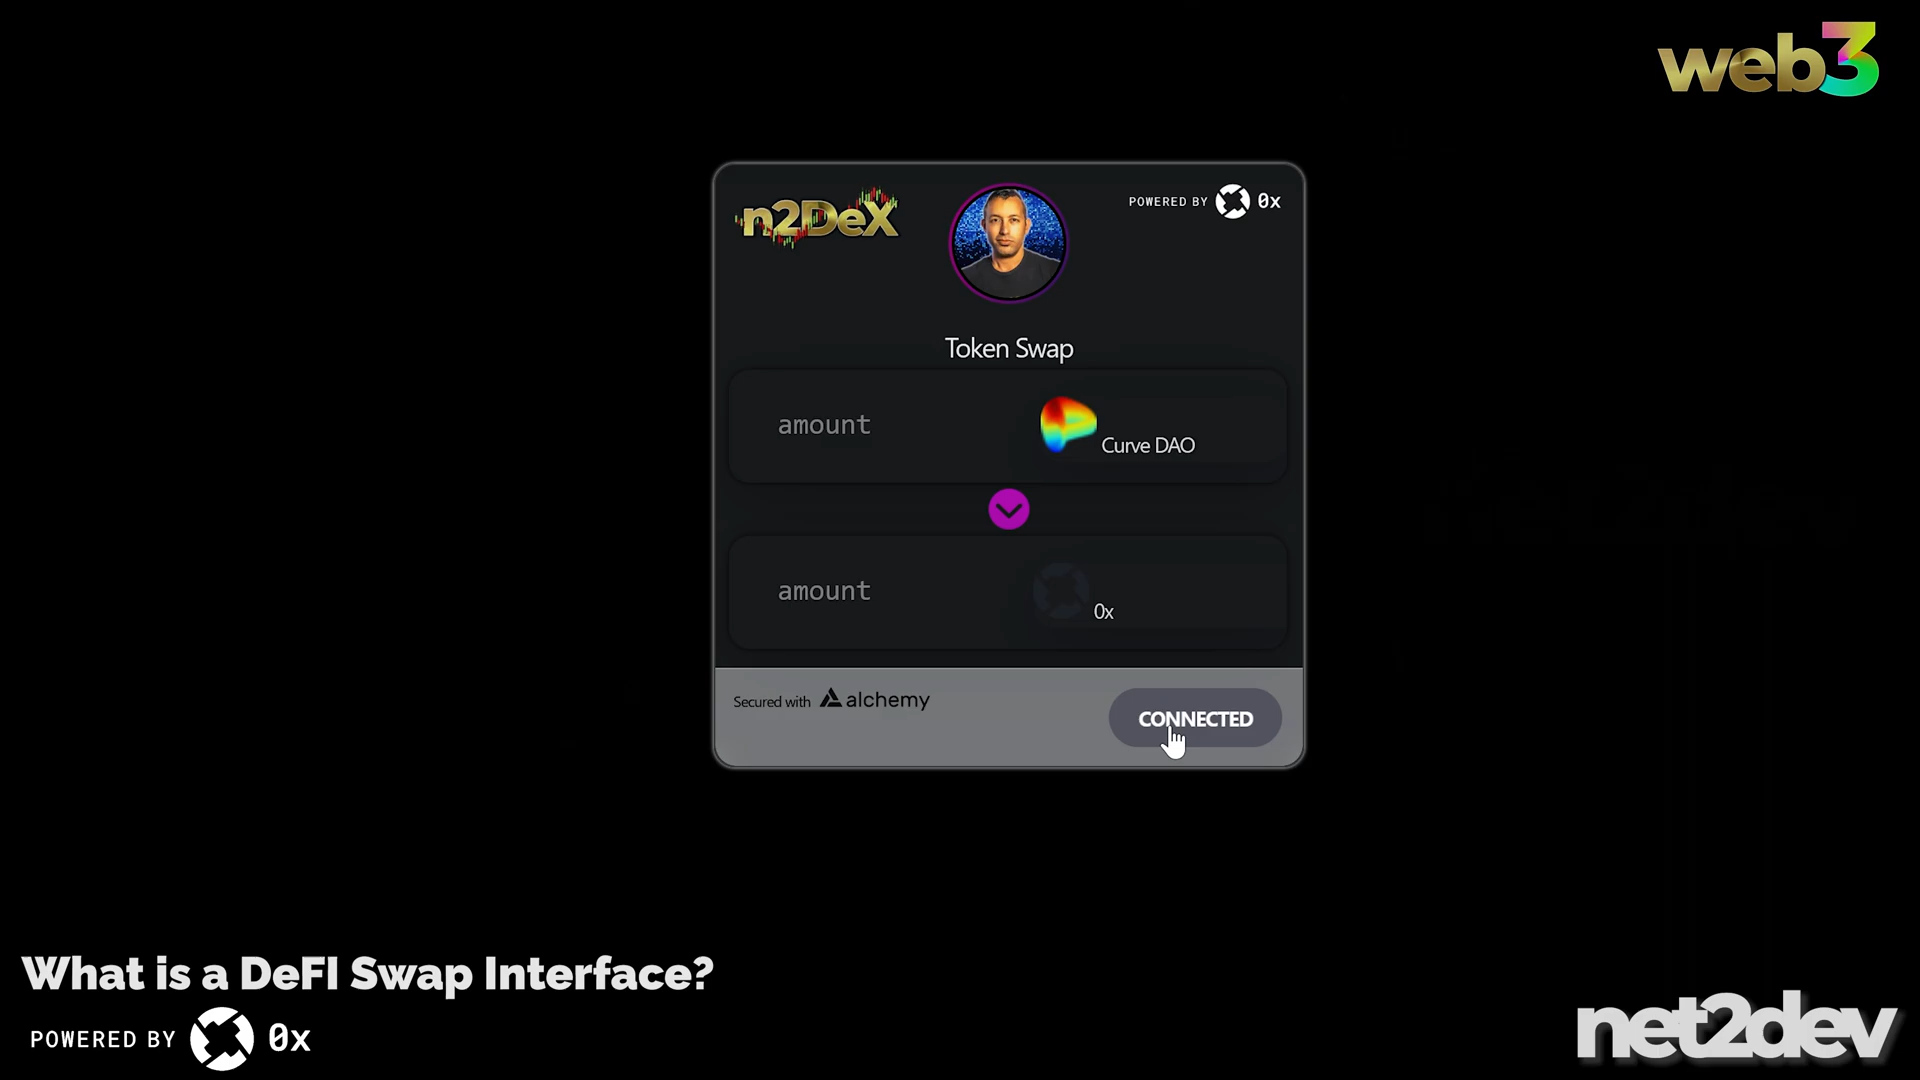 web3
n2DeX
POWERED BY 0x
Token Swap
amount
Curve DAO
amount
0x
Secured with alchemy
CONNECTED
What is a DeFI Swap Interface?
POWERED BY 0x
net2dev